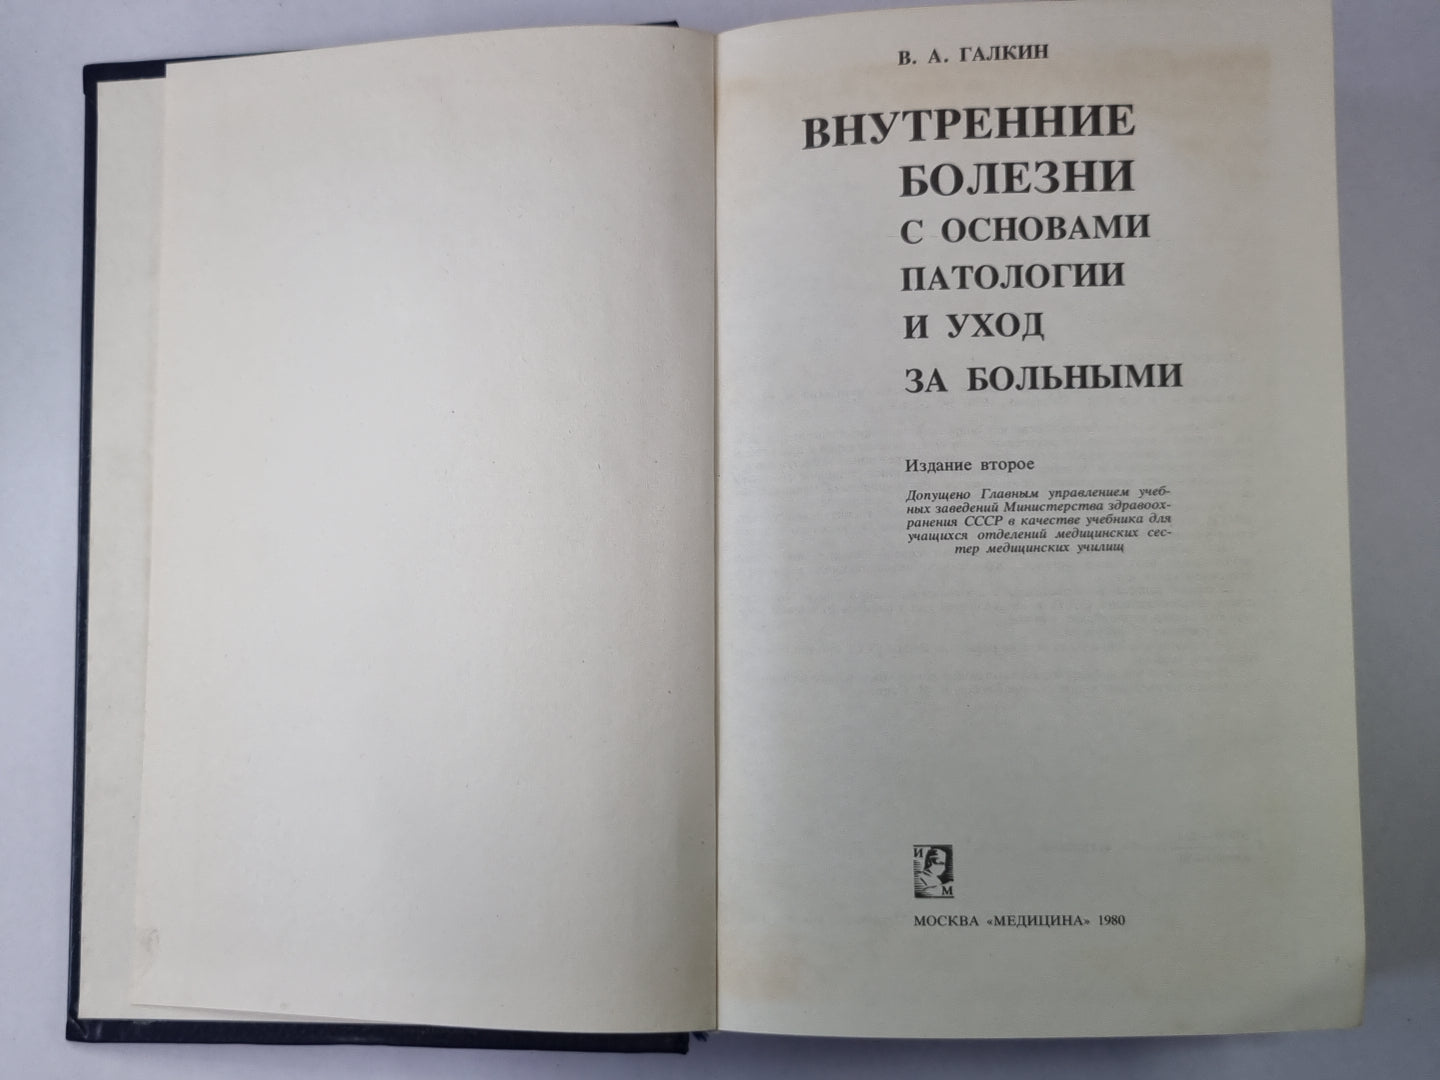 В. А. ГАЛКИН
ВНУТРЕННИЕ
БОЛЕЗНИ
С ОСНОВАМИ
ПАТОЛОГИИ
И УХОД
ЗА БОЛЬНЫМИ
Издание второе
Допущено Главным управлением учеб-
ных заведений Министерства здравоох-
ранения СССР в качестве учебника для
учащихся отделений медицинских сес-
тер медицинских училищ
И
М
МОСКВА «МЕДИЦИНА» 1980